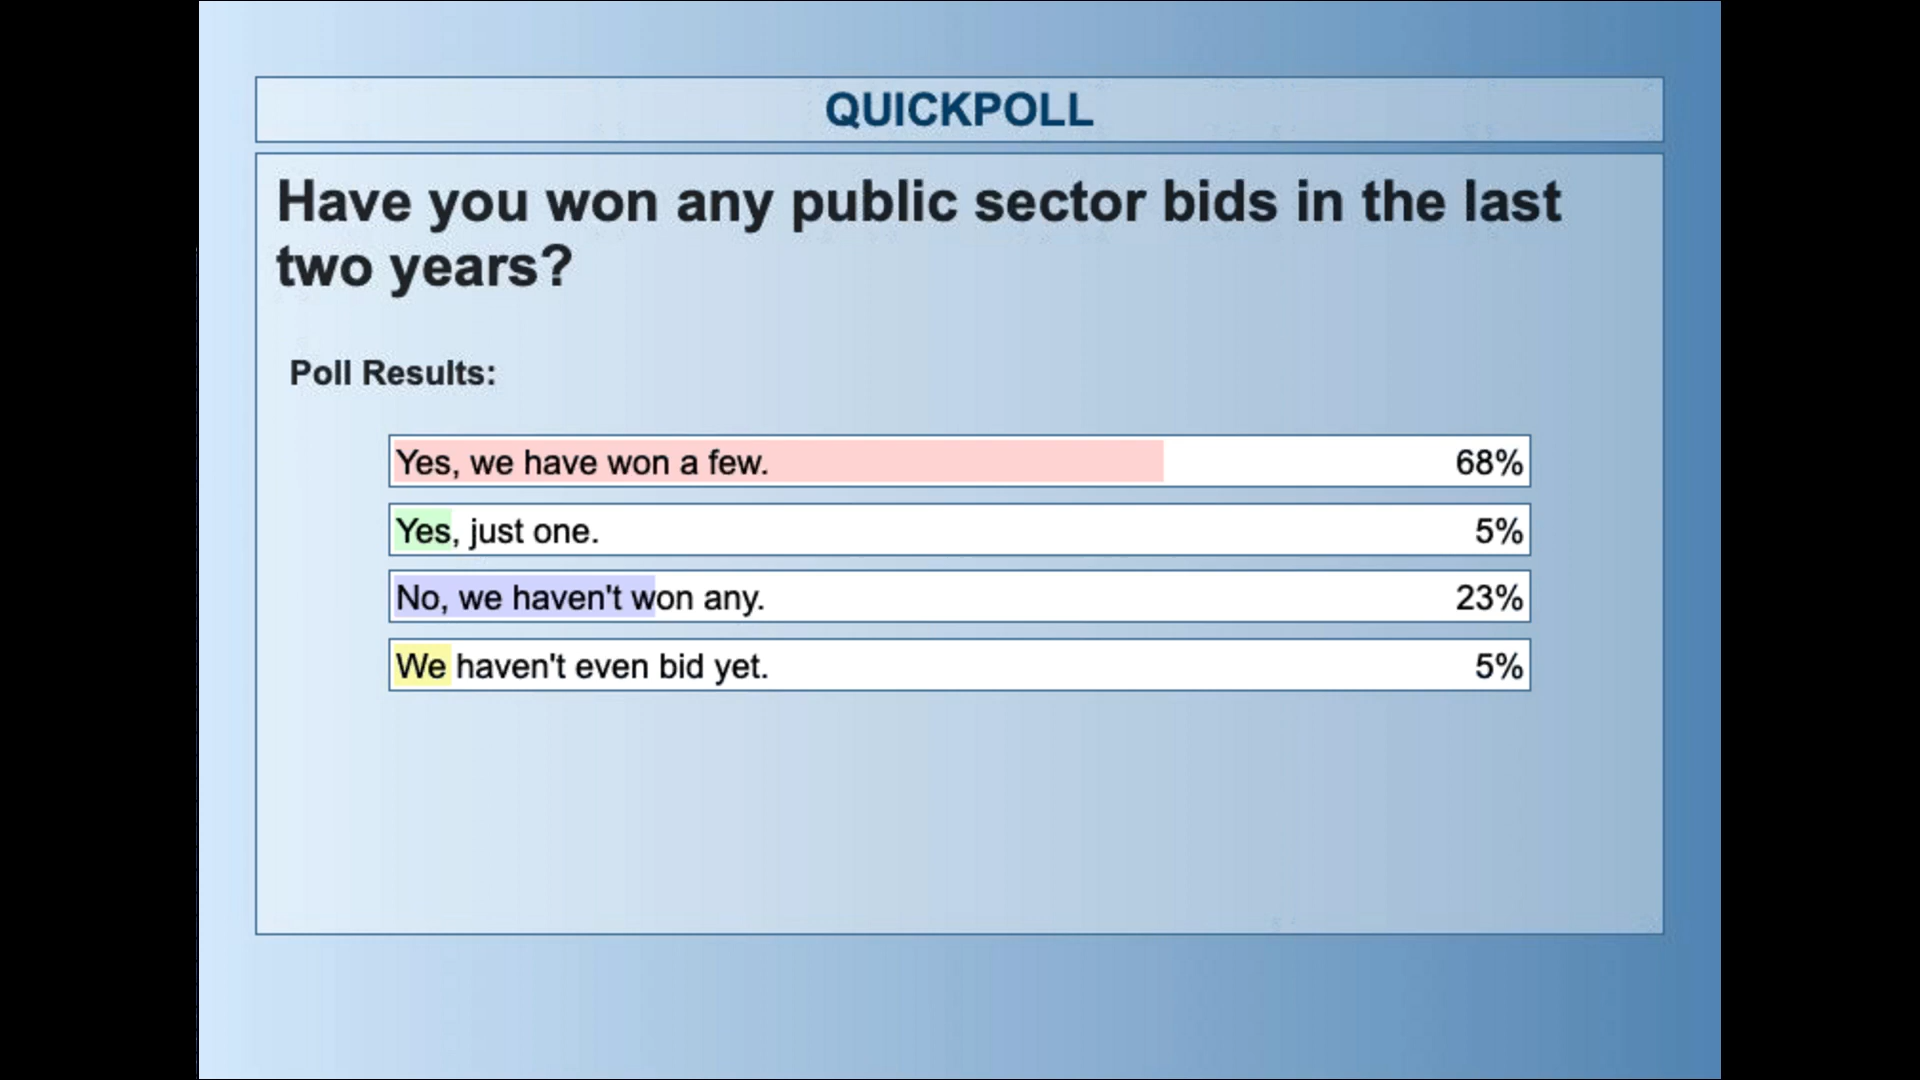 QUICKPOLL
Have you won any public sector bids in the last
two years?
Poll Results:
Yes, we have won a few. 68%
Yes, just one. 5%
No, we haven't won any. 23%
We haven't even bid yet. 5%